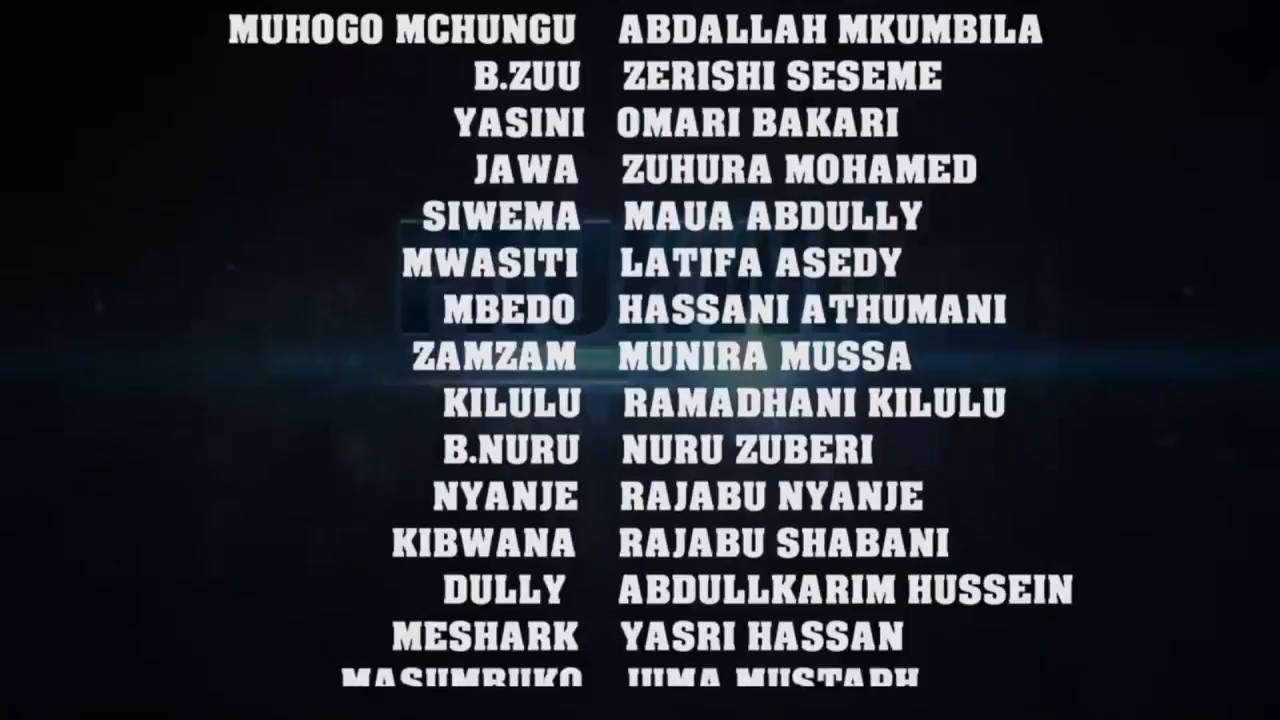 MUHOGO MCHUNGU ABDALLAH MKUMBILA
B.ZUU ZERISHI SESEME
YASINI OMARI BAKARI
JAWA ZUHURA MOHAMED
SIWEMA MAUA ABDULLY
MWASITI LATIFA ASEDY
MBEDO HASSANI ATHUMANI
ZAMZAM MUNIRA MUSSA
KILULU RAMADHANI KILULU
B.NURU NURU ZUBERI
NYANJE RAJABU NYANJE
KIBWANA RAJABU SHABANI
DULLY ABDULLKARIM HUSSEIN
MESHARK YASRI HASSAN
MASUMBUKO JUMA